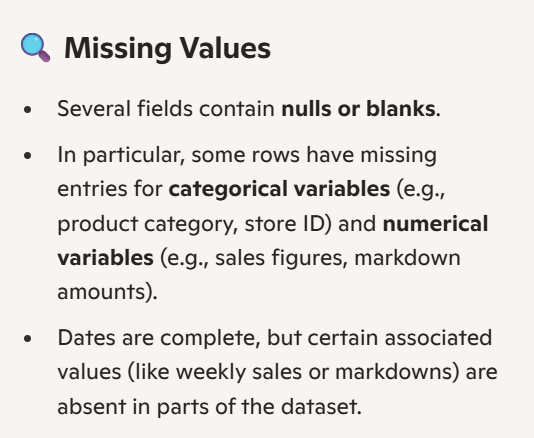 Missing Values
• Several fields contain nulls or blanks.
• In particular, some rows have missing
entries for categorical variables (e.g.,
product category, store ID) and numerical
variables (e.g., sales figures, markdown
amounts).
• Dates are complete, but certain associated
values (like weekly sales or markdowns) are
absent in parts of the dataset.